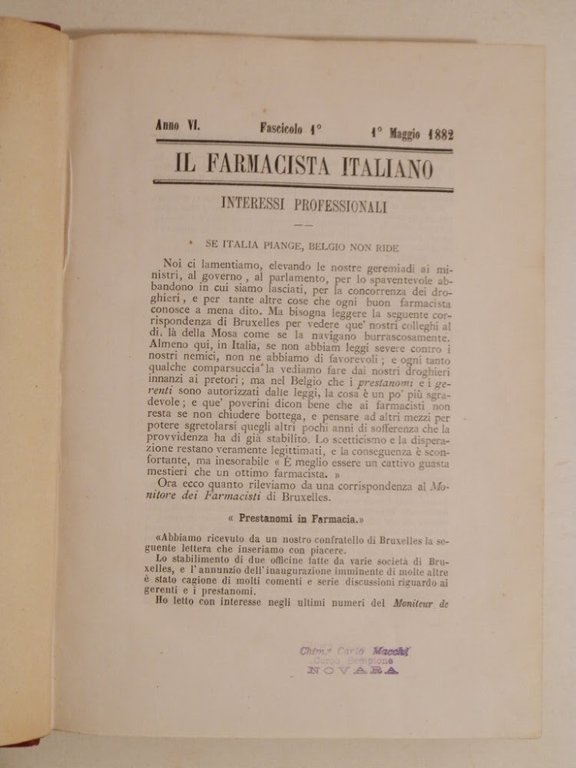 Anno VI. Fascicolo 1° 1° Maggio 1882
IL FARMACISTA ITALIANO
INTERESSI PROFESSIONALI
SE ITALIA PIANGE, BELGIO NON RIDE
Noi ci lamentiamo, elevando le nostre geremiadi ai mi-
nistri, al governo, al parlamento, per lo spaventevole ab-
bandono in cui siamo lasciati, per la concorrenza dei dro-
ghieri, e per tante altre cose che ogni buon farmacista
conosce a mena dito. Ma bisogna leggere la seguente cor-
rispondenza di Bruxelles per vedere que' nostri colleghi al
di là della Mosa come se la navigano burrascosamente.
Almeno qui, in Italia, se non abbiam leggi severe contro i
nostri nemici, non ne abbiamo di favorevoli; e ogni tanto
qualche comparsuccia la vediamo fare dai nostri droghieri
innanzi ai pretori; ma nel Belgio che i prestanomi e i ge-
renti sono autorizzati dalle leggi, la cosa è un po' più sgra-
devole; e que' poverini dicon bene che ai farmacisti non
resta se non chiudere bottega, e pensare ad altri mezzi per
potere sgretolarsi quegli altri pochi anni di sofferenza che la
provvidenza ha di già stabilito. Lo scetticismo e la dispera-
zione restano veramente legittimati, e la conseguenza è scon-
fortante, ma inesorabile « È meglio essere un cattivo guasta
mestieri che un ottimo farmacista. »
Ora ecco quanto rileviamo da una corrispondenza al Mo-
nitore dei Farmacisti di Bruxelles.
« Prestanomi in Farmacia.»
«Abbiamo ricevuto da un nostro confratello di Bruxelles la se-
guente lettera che inseriamo con piacere.
Lo stabilimento di due officine fatte da varie società di Bru-
xelles, e l'annunzio dell'inaugurazione imminente di molte altre
è stato cagione di molti comenti e serie discussioni riguardo ai
gerenti e i prestanomi.
Ho letto con interesse negli ultimi numeri del Moniteur de
Chim. Carlo Macchi
Corso Sempione
NOVARA